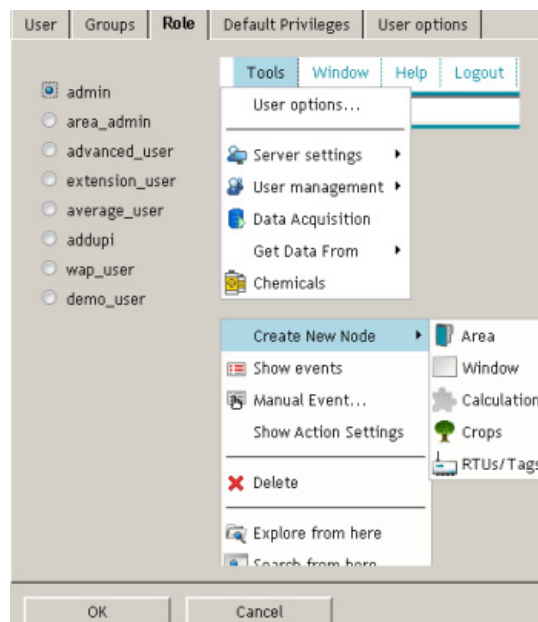 User Groups Role Default Privileges User options
Tools Window Help Logout
admin
User options...
area_admin
advanced_user
Server settings
extension_user
User management
average_user
Data Acquisition
addupi
Get Data From
wap_user
Chemicals
demo_user
Create New Node
Area
Show events
Window
Manual Event...
Calculation
Show Action Settings
Crops
RTUs/Tags
Delete
Explore from here
Search from here
OK Cancel